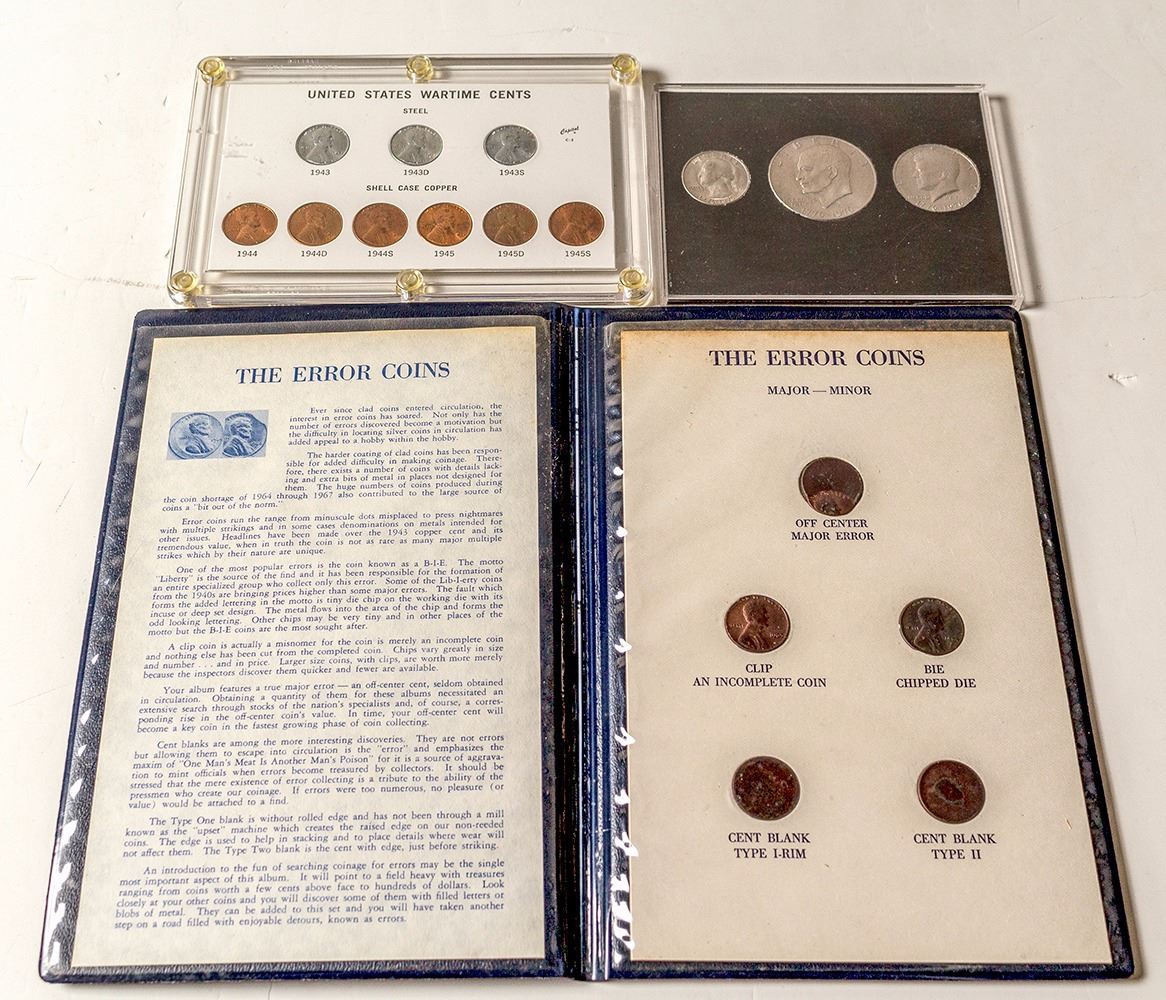 UNITED STATES WARTIME CENTS
STEEL
Capitol
1943 1943D 1943S
SHELL CASE COPPER
1944 1944D 1944S 1945 1945D 1945S
THE ERROR COINS
Ever since clad coins entered circulation, the
interest in error coins has soared. Not only has the
number of errors discovered become a motivation but
the difficulty in locating silver coins in circulation has
added appeal to a hobby within the hobby.
The harder coating of clad coins has been respon-
sible for added difficulty in making coinage. There-
fore, there exists a number of coins with details lack-
ing and extra bits of metal in places not designed for
them. The huge numbers of coins produced during
the coin shortage of 1964 through 1967 also contributed to the large source of
coins a "bit out of the norm."
Error coins run the range from minuscule dots misplaced to press nightmares
with multiple strikings and in some cases denominations on metals intended for
other issues. Headlines have been made over the 1943 copper cent and its
tremendous value, when in truth the coin is not as rare as many major multiple
strikes which by their nature are unique.
One of the most popular errors is the coin known as a B-I-E. The motto
"Liberty" is the source of the find and it has been responsible for the formation of
an entire specialized group who collect only this error. Some of the Lib-I-erty coins
from the 1940s are bringing prices higher than some major errors. The fault which
forms the added lettering in the motto is tiny die chip on the working die with its
incuse or deep set design. The metal flows into the area of the chip and forms the
odd looking lettering. Other chips may be very tiny and in other places of the
motto but the B-I-E coins are the most sought after.
A clip coin is actually a misnomer for the coin is merely an incomplete coin
and nothing else has been cut from the completed coin. Chips vary greatly in size
and number . . . and in price. Larger size coins, with clips, are worth more merely
because the inspectors discover them quicker and fewer are available.
Your album features a true major error — an off-center cent, seldom obtained
in circulation. Obtaining a quantity of them for these albums necessitated an
extensive search through stocks of the nation's specialists and, of course, a corres-
ponding rise in the off-center coin's value. In time, your off-center cent will
become a key coin in the fastest growing phase of coin collecting.
Cent blanks are among the more interesting discoveries. They are not errors
but allowing them to escape into circulation is the "error" and emphasizes the
maxim of "One Man's Meat Is Another Man's Poison" for it is a source of aggrava-
tion to mint officials when errors become treasured by collectors. It should be
stressed that the mere existence of error collecting is a tribute to the ability of the
pressmen who create our coinage. If errors were too numerous, no pleasure (or
value) would be attached to a find.
The Type One blank is without rolled edge and has not been through a mill
known as the "upset" machine which creates the raised edge on our non-reeded
coins. The edge is used to help in stacking and to place details where wear will
not affect them. The Type Two blank is the cent with edge, just before striking.
An introduction to the fun of searching coinage for errors may be the single
most important aspect of this album. It will point to a field heavy with treasures
ranging from coins worth a few cents above face to hundreds of dollars. Look
closely at your other coins and you will discover some of them with filled letters or
blobs of metal. They can be added to this set and you will have taken another
step on a road filled with enjoyable detours, known as errors.
THE ERROR COINS
MAJOR — MINOR
OFF CENTER
MAJOR ERROR
CLIP
AN INCOMPLETE COIN
BIE
CHIPPED DIE
CENT BLANK
TYPE I-RIM
CENT BLANK
TYPE II